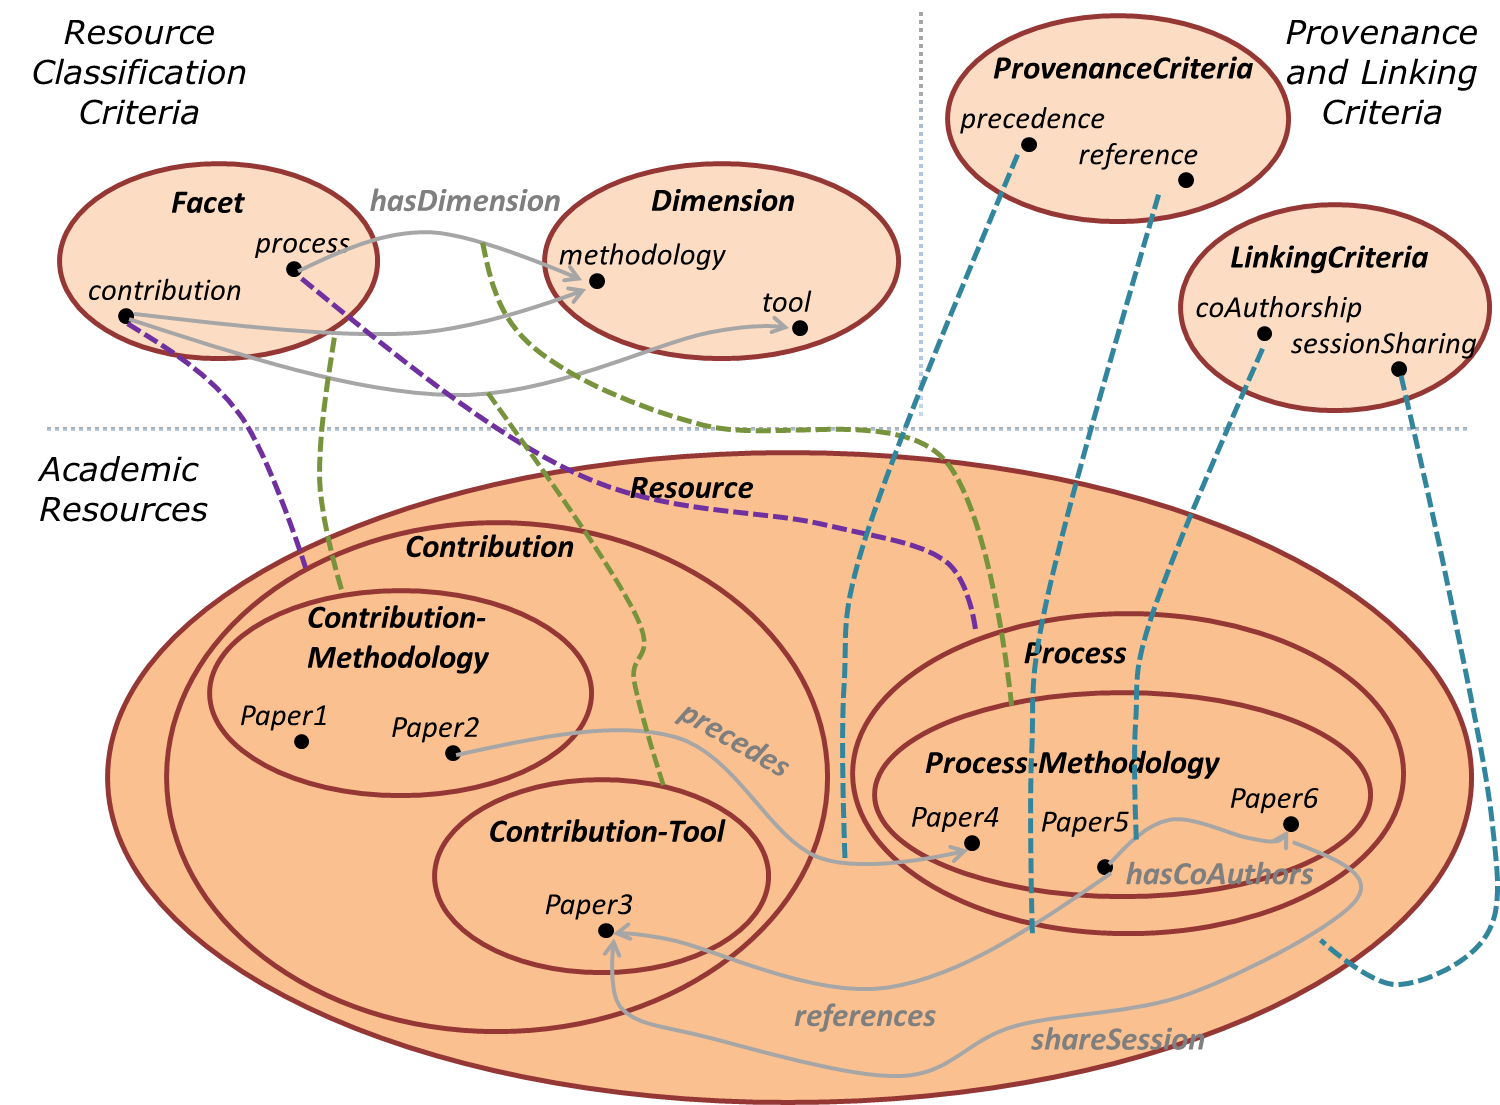 Resource
Classification
Criteria
Provenance
and Linking
Criteria
ProvenanceCriteria
precedence
reference
Facet
process
contribution
hasDimension
Dimension
methodology
tool
LinkingCriteria
coAuthorship
sessionSharing
Academic
Resources
Resource
Contribution
Contribution-
Methodology
Paper1
Paper2
precedes
Process
Process-Methodology
Paper4
Paper5
Paper6
hasCoAuthors
Contribution-Tool
Paper3
references
shareSession